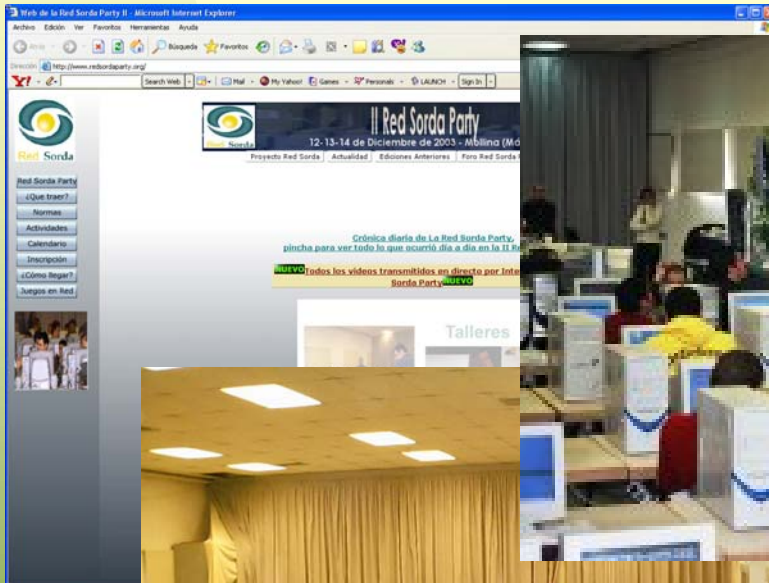 Web de la Red Sorda Party II - Microsoft Internet Explorer
Archivo Edición Ver Favoritos Herramientas Ayuda
Atrás Búsqueda Favoritos
Dirección http://www.redsordaparty.org/
Y! Search Web Mail My Yahoo! Games Personals LAUNCH Sign In
Red Sorda
Red Sorda
II Red Sorda Party
12-13-14 de Diciembre de 2003 - Mollina (Má
Proyecto Red Sorda Actualidad Ediciones Anteriores Foro Red Sorda
Red Sorda Party
¿Que traer?
Normas
Actividades
Calendario
Inscripción
¿Cómo llegar?
Juegos en Red
Crónica diaria de La Red Sorda Party,
pincha para ver todo lo que ocurrió día a día en la II Re
NUEVO Todos los videos transmitidos en directo por Inte
Sorda Party NUEVO
Talleres